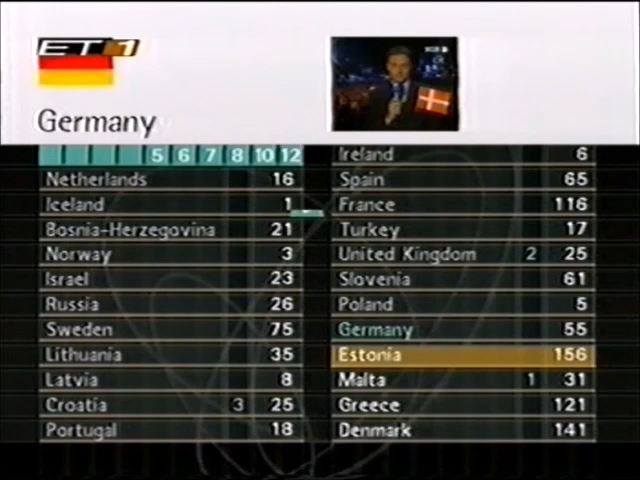 ET1
Germany
5 6 7 8 10 12
Netherlands 16
Iceland 1
Bosnia-Herzegovina 21
Norway 3
Israel 23
Russia 26
Sweden 75
Lithuania 35
Latvia 8
Croatia 3 25
Portugal 18
Ireland 6
Spain 65
France 116
Turkey 17
United Kingdom 2 25
Slovenia 61
Poland 5
Germany 55
Estonia 156
Malta 1 31
Greece 121
Denmark 141